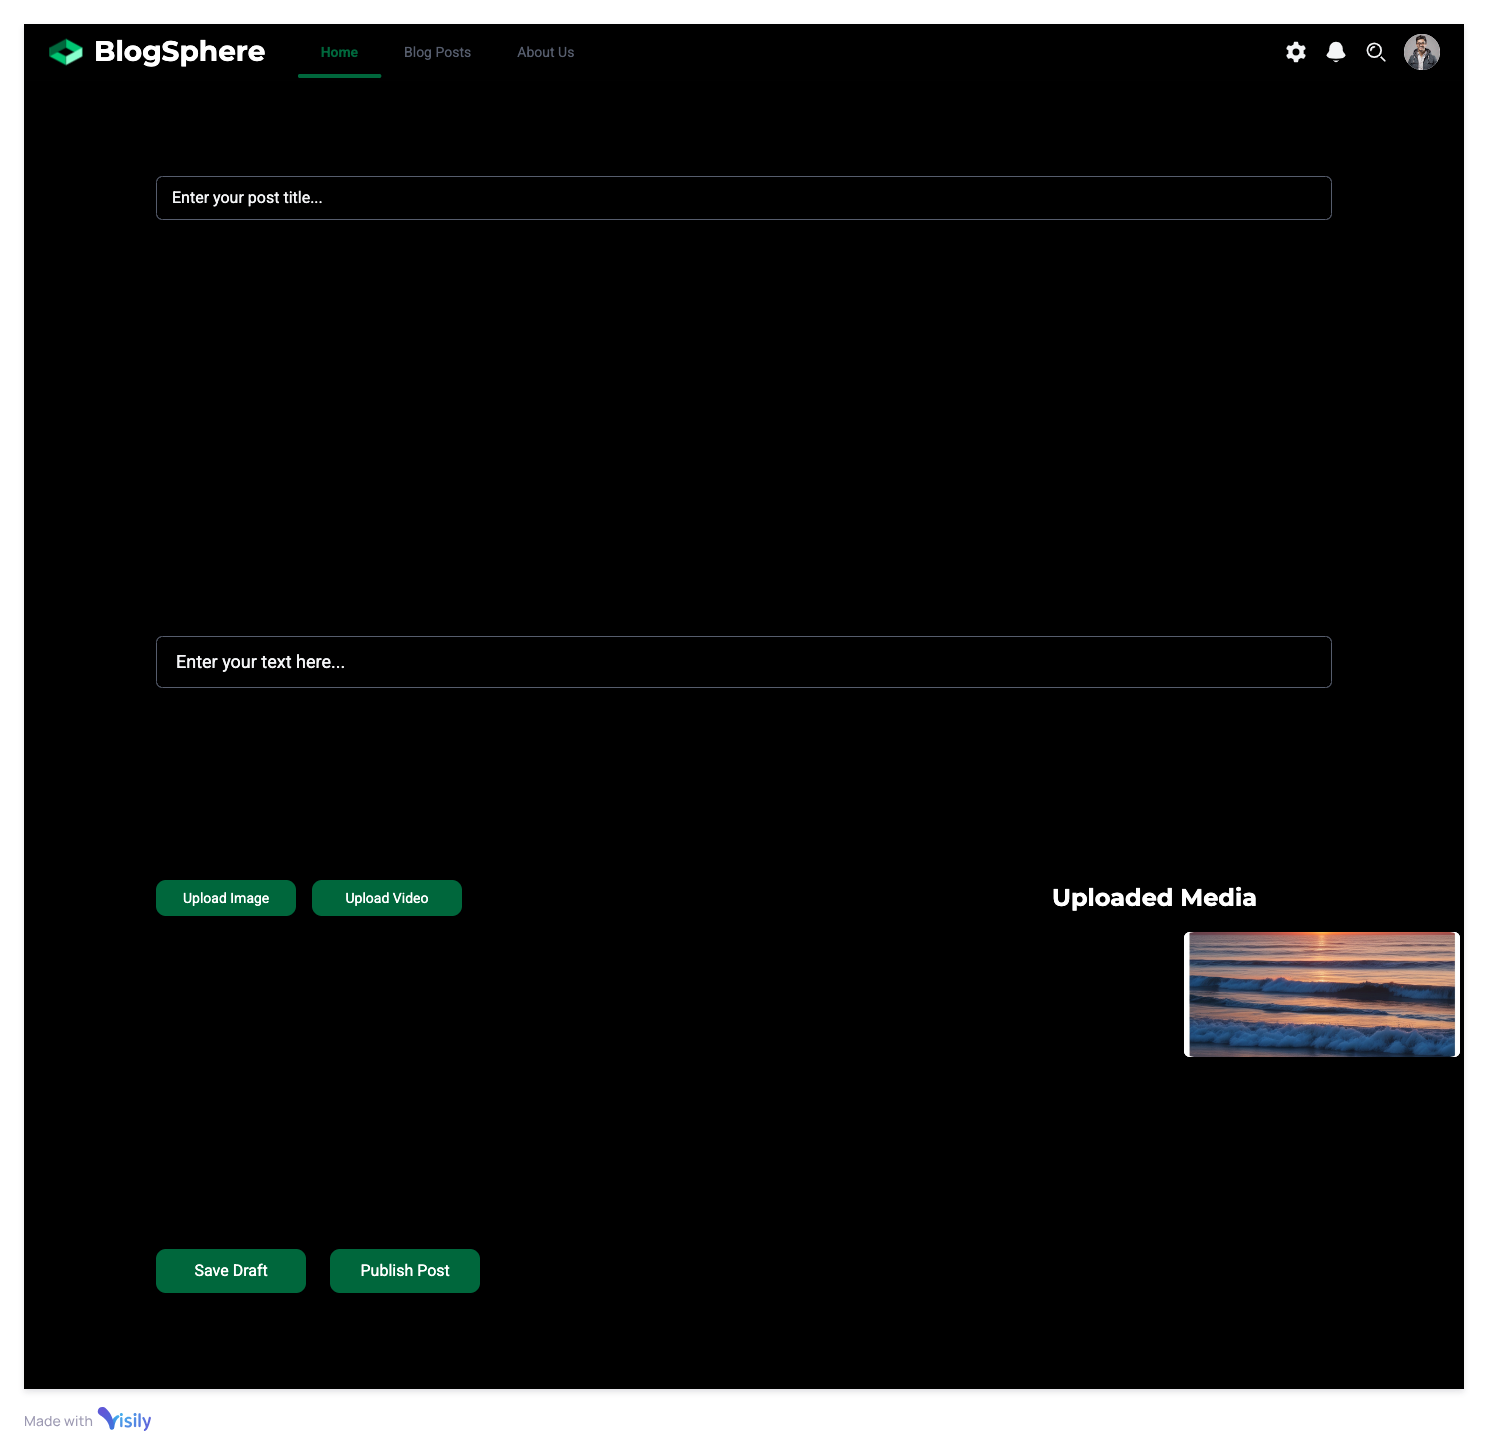 BlogSphere
Home
Blog Posts
About Us
Enter your post title...
Enter your text here...
Upload Image
Upload Video
Uploaded Media
Save Draft
Publish Post
Made with Visily